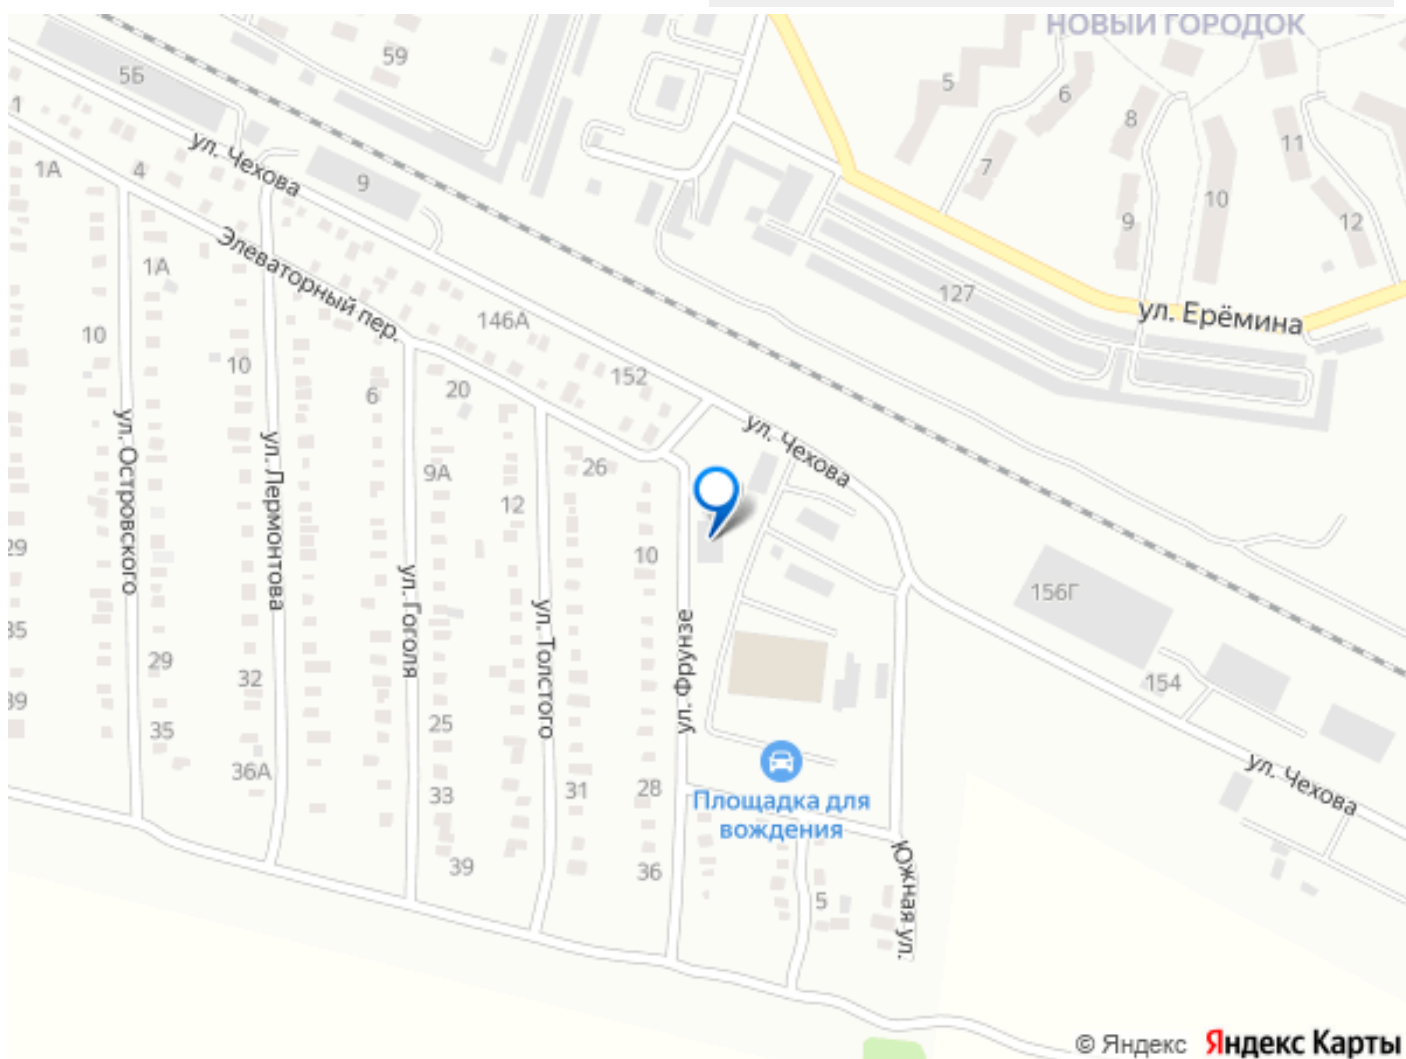 НОВЫЙ ГОРОДОК
59
5Б
5
6
8
11
1
ул. Чехова
7
1А
4
9
10
12
9
Элеваторный пер.
1А
127
ул. Ерёмина
146А
10
10
152
6
20
ул. Чехова
ул. Островского
ул. Лермонтова
26
9А
12
29
10
156Г
ул. Гоголя
ул. Толстого
ул. Фрунзе
35
29
32
154
39
35
25
36А
33
31
28
ул. Чехова
Площадка для
вождения
39
36
5
Южная ул.
© Яндекс Яндекс Карты